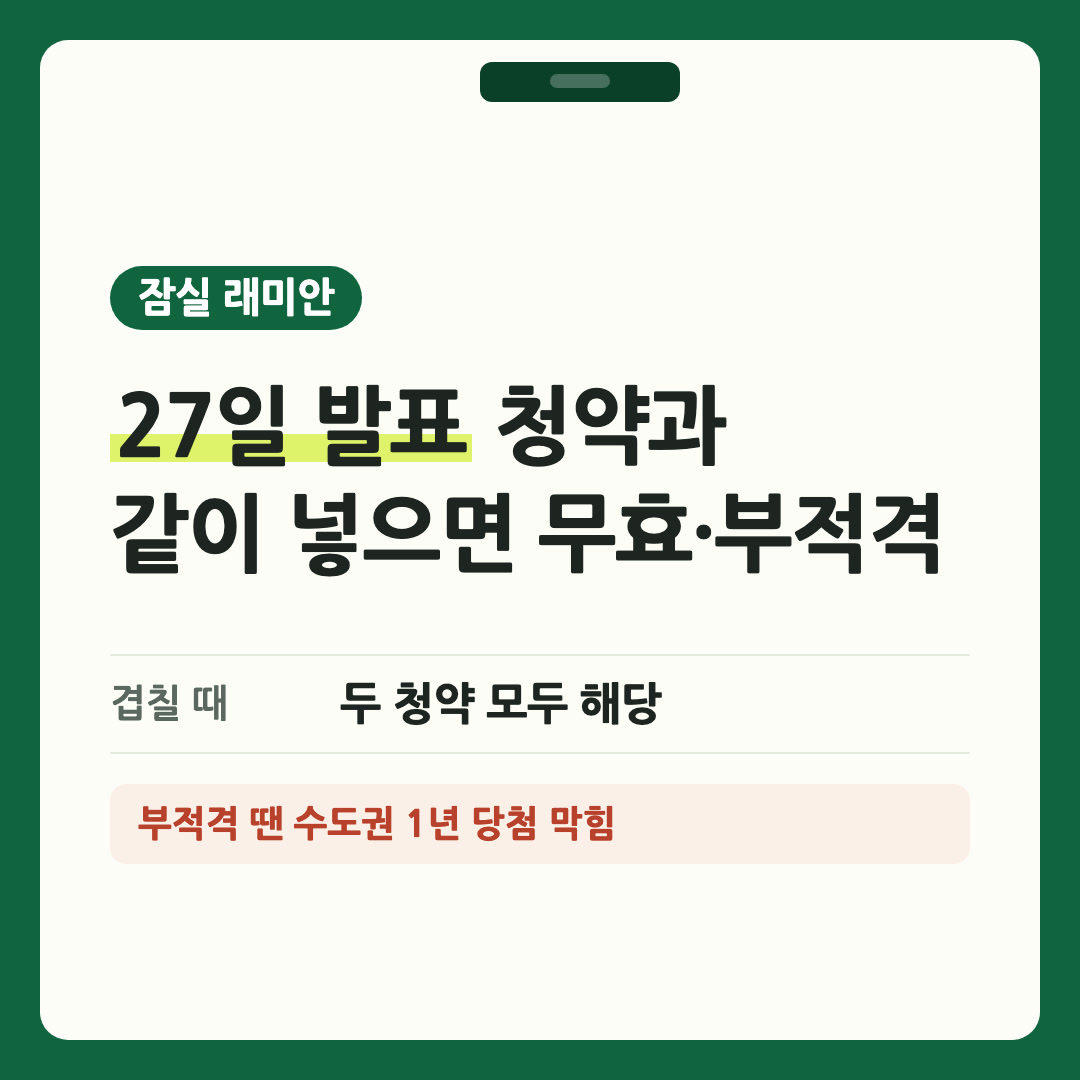 잠실 래미안
27일 발표 청약과
같이 넣으면 무효·부적격
겹칠 때 두 청약 모두 해당
부적격 땐 수도권 1년 당첨 막힘